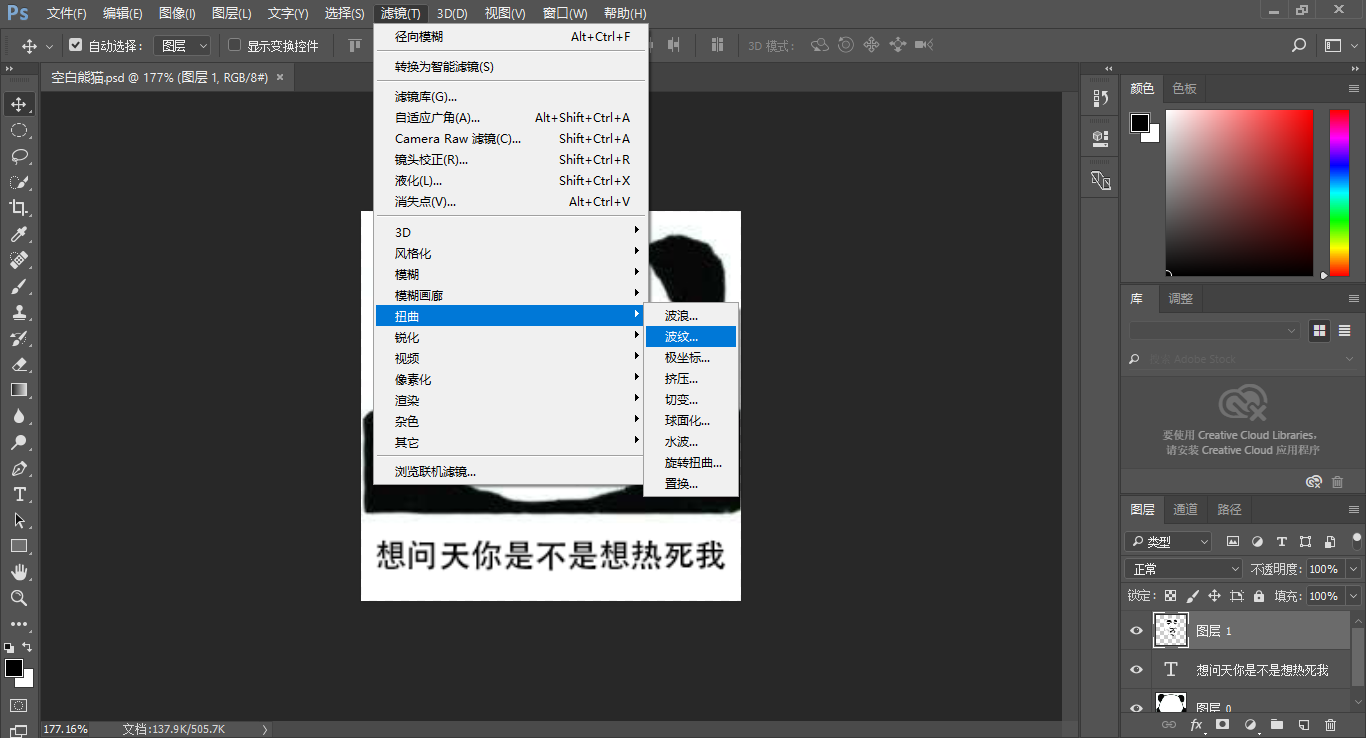 Ps 文件(F) 编辑(E) 图像(I) 图层(L) 文字(Y) 选择(S) 滤镜(T) 3D(D) 视图(V) 窗口(W) 帮助(H)
自动选择： 图层 显示变换控件 3D 模式：
空白熊猫.psd @ 177% (图层 1, RGB/8#) ×
径向模糊 Alt+Ctrl+F
转换为智能滤镜(S)
滤镜库(G)...
自适应广角(A)... Alt+Shift+Ctrl+A
Camera Raw 滤镜(C)... Shift+Ctrl+A
镜头校正(R)... Shift+Ctrl+R
液化(L)... Shift+Ctrl+X
消失点(V)... Alt+Ctrl+V
3D
风格化
模糊
模糊画廊
扭曲
锐化
视频
像素化
渲染
杂色
其它
浏览联机滤镜...
波浪...
波纹...
极坐标...
挤压...
切变...
球面化...
水波...
旋转扭曲...
置换...
想问天你是不是想热死我
颜色 色板
库 调整
搜索 Adobe Stock
要使用 Creative Cloud Libraries，
请安装 Creative Cloud 应用程序
图层 通道 路径
类型
正常 不透明度： 100%
锁定： 填充： 100%
图层 1
想问天你是不是想热死我
图层 0
fx
177.16% 文档:137.9K/505.7K